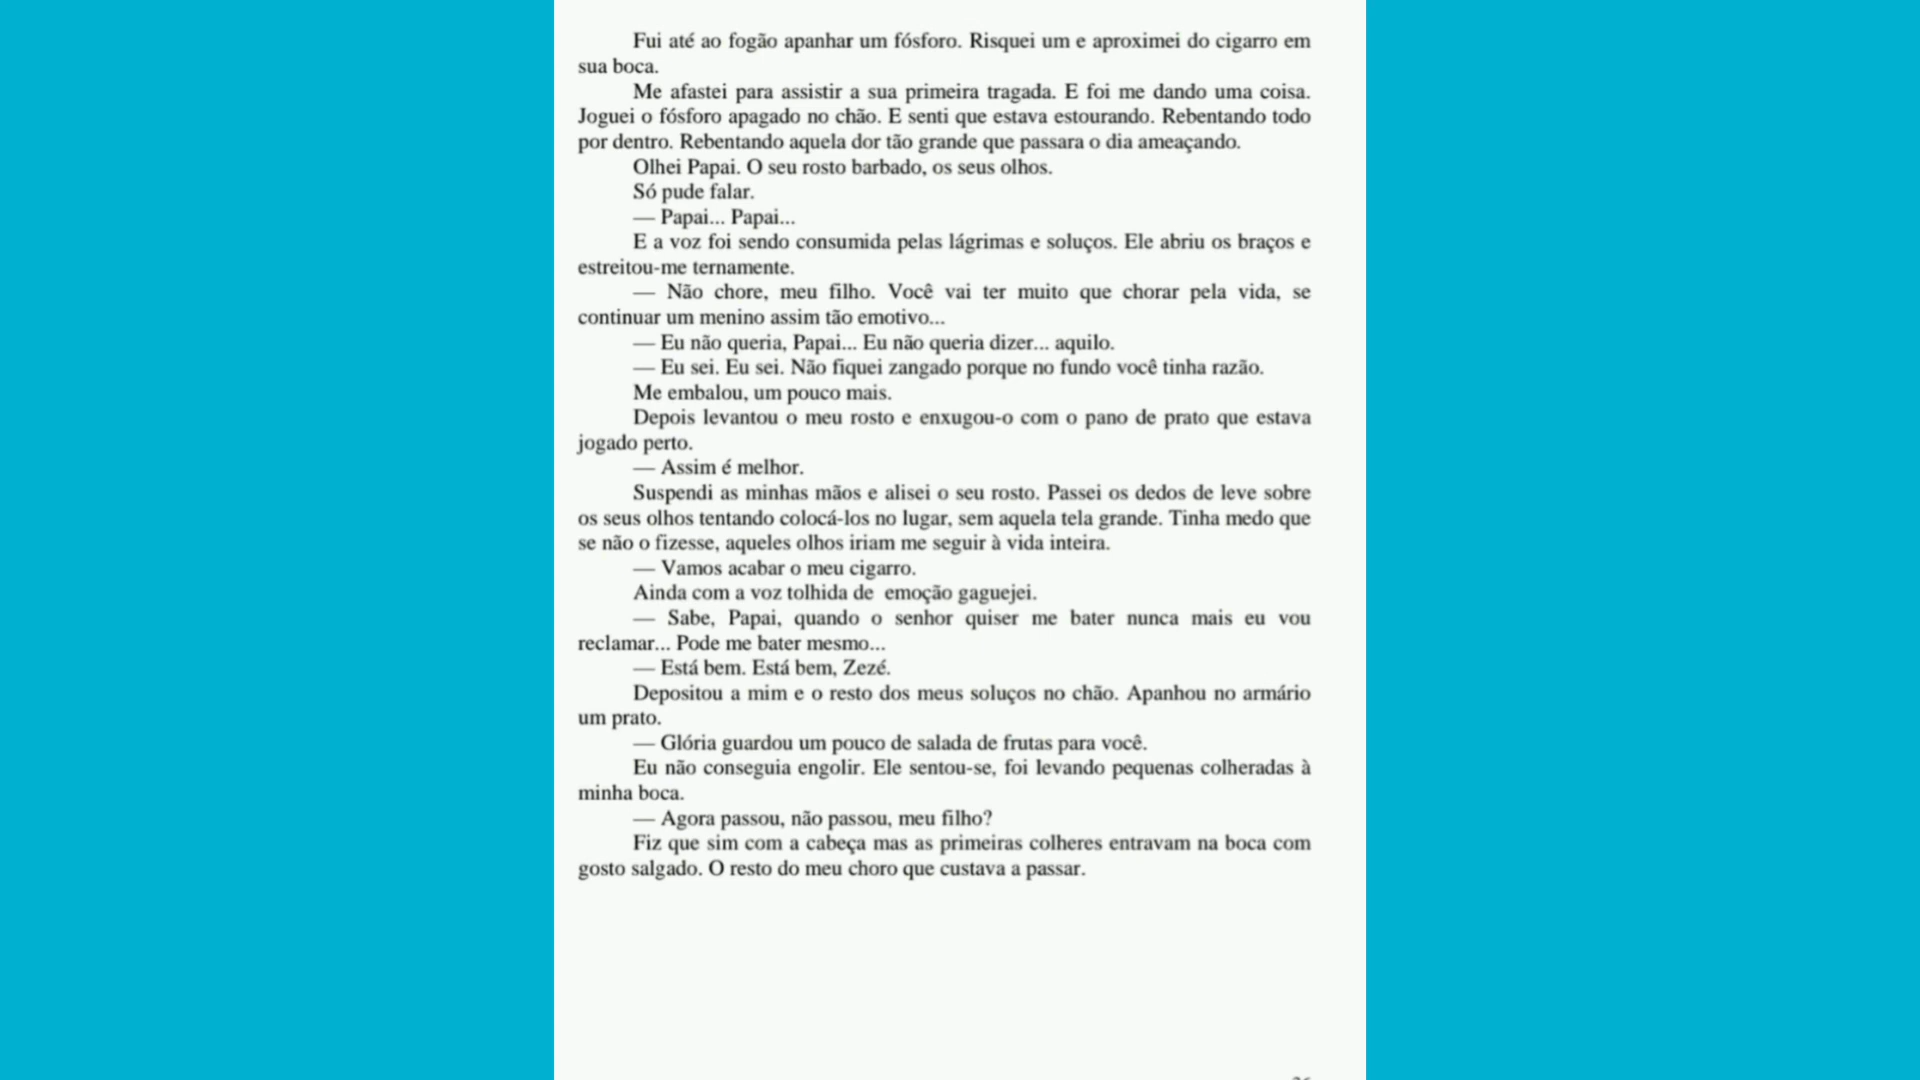 Fui até ao fogão apanhar um fósforo. Risquei um e aproximei do cigarro em
sua boca.
Me afastei para assistir a sua primeira tragada. E foi me dando uma coisa.
Joguei o fósforo apagado no chão. E senti que estava estourando. Rebentando todo
por dentro. Rebentando aquela dor tão grande que passara o dia ameaçando.
Olhei Papai. O seu rosto barbado, os seus olhos.
Só pude falar.
— Papai... Papai...
E a voz foi sendo consumida pelas lágrimas e soluços. Ele abriu os braços e
estreitou-me ternamente.
— Não chore, meu filho. Você vai ter muito que chorar pela vida, se
continuar um menino assim tão emotivo...
— Eu não queria, Papai... Eu não queria dizer... aquilo.
— Eu sei. Eu sei. Não fiquei zangado porque no fundo você tinha razão.
Me embalou, um pouco mais.
Depois levantou o meu rosto e enxugou-o com o pano de prato que estava
jogado perto.
— Assim é melhor.
Suspendi as minhas mãos e alisei o seu rosto. Passei os dedos de leve sobre
os seus olhos tentando colocá-los no lugar, sem aquela tela grande. Tinha medo que
se não o fizesse, aqueles olhos iriam me seguir à vida inteira.
— Vamos acabar o meu cigarro.
Ainda com a voz tolhida de  emoção gaguejei.
— Sabe, Papai, quando o senhor quiser me bater nunca mais eu vou
reclamar... Pode me bater mesmo...
— Está bem. Está bem, Zezé.
Depositou a mim e o resto dos meus soluços no chão. Apanhou no armário
um prato.
— Glória guardou um pouco de salada de frutas para você.
Eu não conseguia engolir. Ele sentou-se, foi levando pequenas colheradas à
minha boca.
— Agora passou, não passou, meu filho?
Fiz que sim com a cabeça mas as primeiras colheres entravam na boca com
gosto salgado. O resto do meu choro que custava a passar.